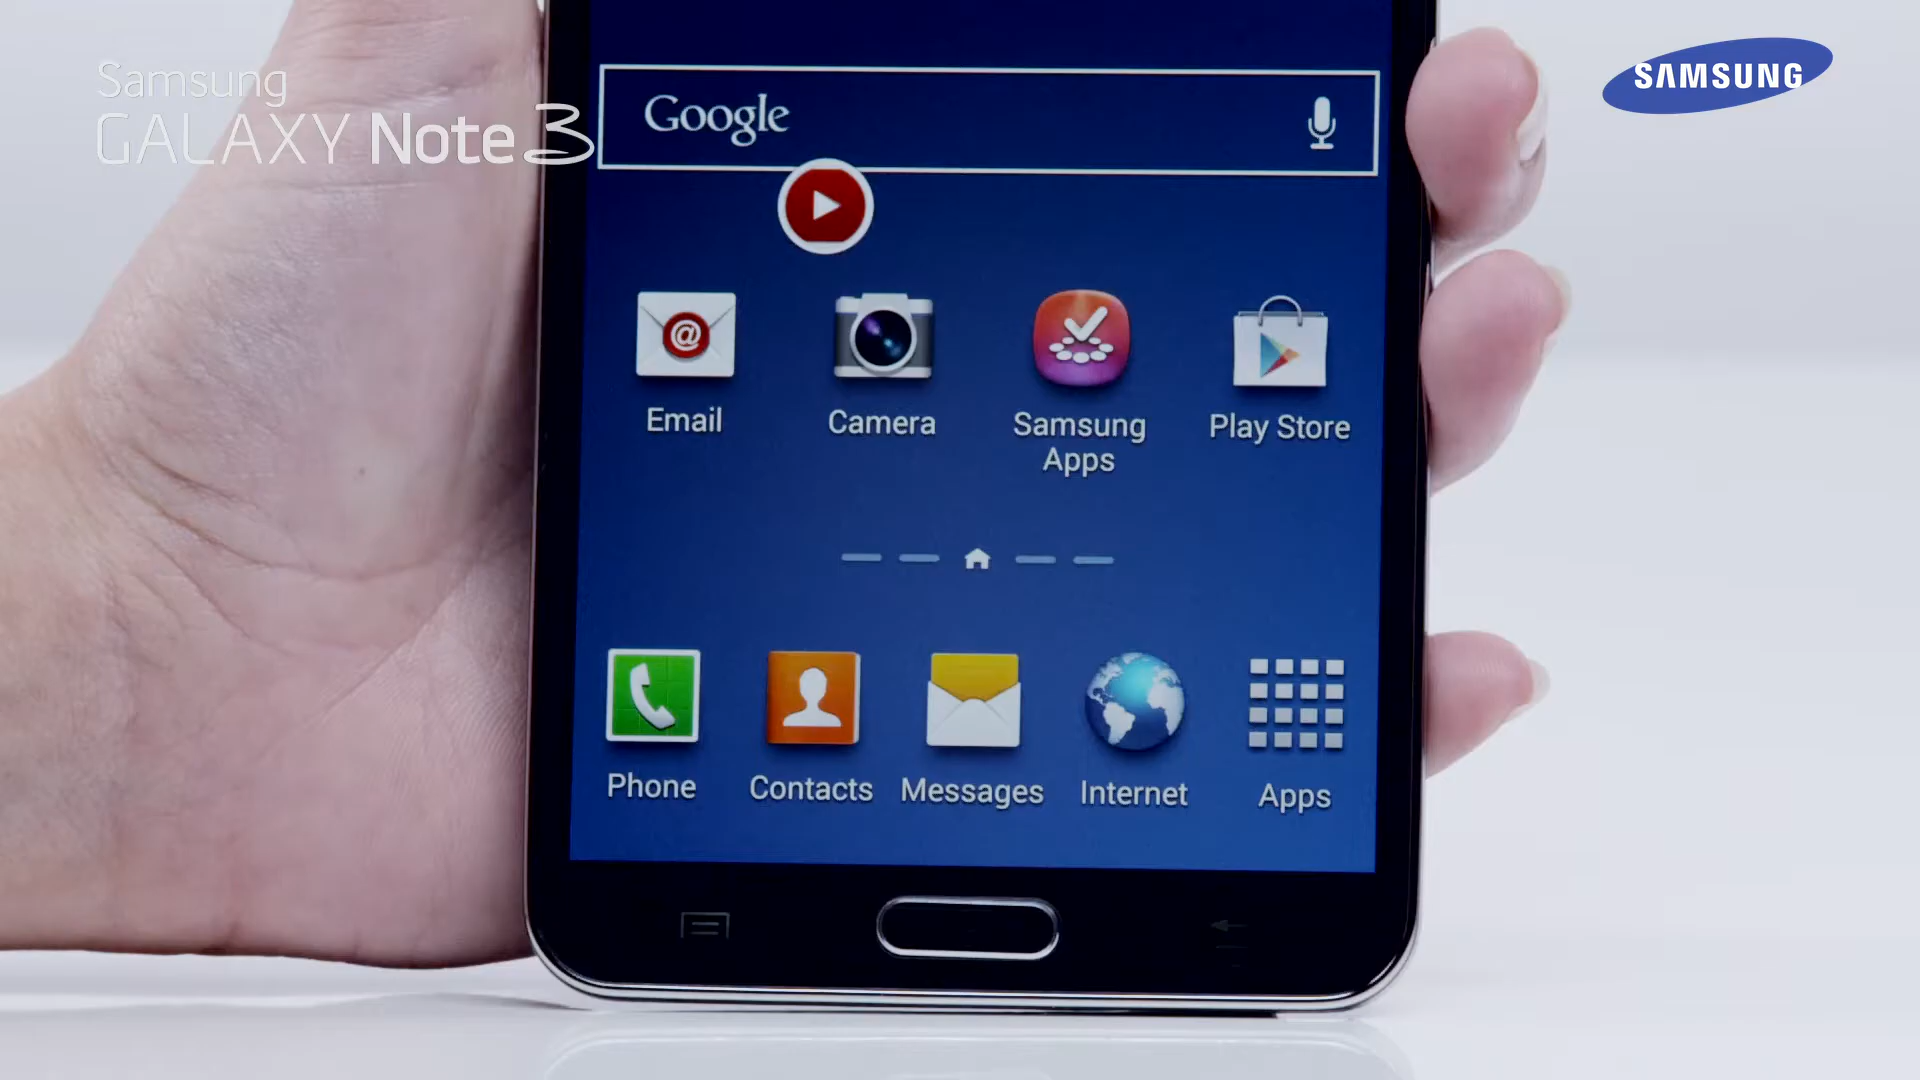 Samsung
GALAXY Note 3
SAMSUNG
Google
@
Email
Camera
Samsung
Apps
Play Store
Phone
Contacts
Messages
Internet
Apps